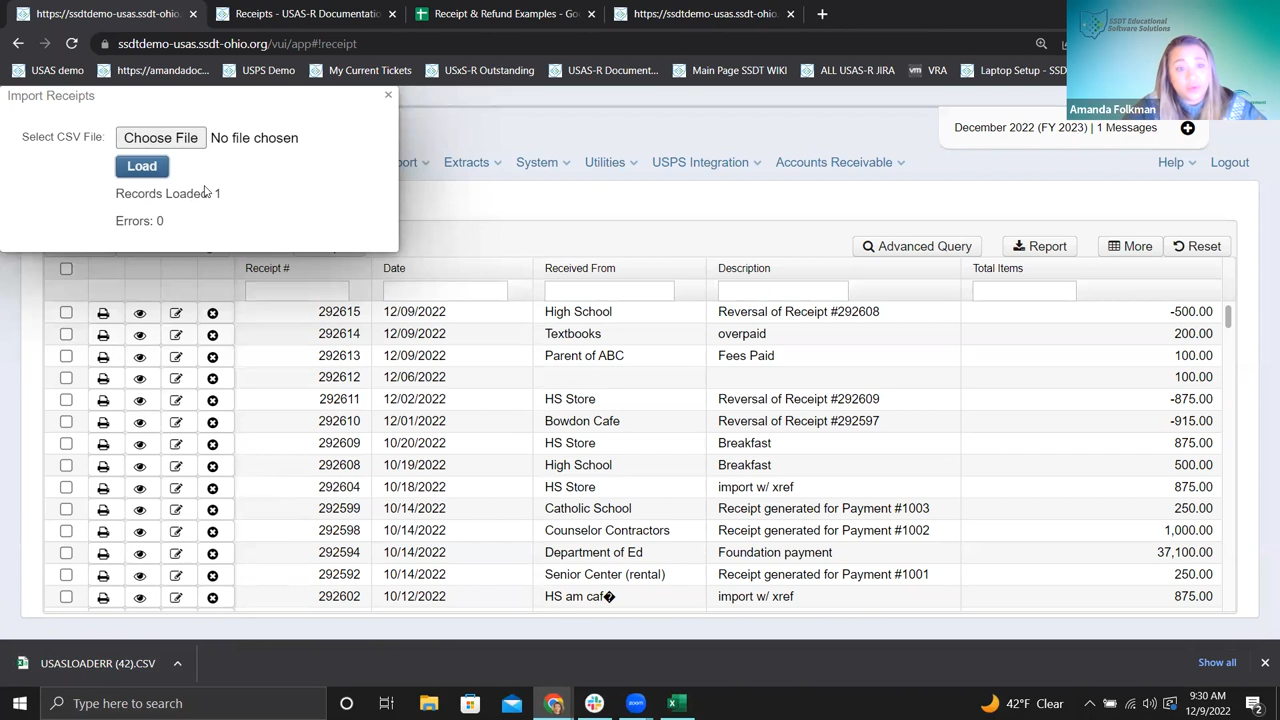 https://ssdtdemo-usas.ssdt-ohio.
Receipts - USAS-R Documentatio
Receipt & Refund Examples - Go
https://ssdtdemo-usas.ssdt-ohio.
ssdtdemo-usas.ssdt-ohio.org/vui/app#!receipt
SSDT Educational
Software Solutions
Amanda Folkman
USAS demo
https://amandadoc...
USPS Demo
My Current Tickets
USxS-R Outstanding
USAS-R Document...
Main Page SSDT WIKI
ALL USAS-R JIRA
VRA
Laptop Setup - SSD
Import Receipts
Select CSV File:
Choose File No file chosen
Load
Records Loaded: 1
Errors: 0
December 2022 (FY 2023) | 1 Messages
port
Extracts
System
Utilities
USPS Integration
Accounts Receivable
Help
Logout
Advanced Query
Report
More
Reset
Receipt # Date Received From Description Total Items
292615 12/09/2022 High School Reversal of Receipt #292608 -500.00
292614 12/09/2022 Textbooks overpaid 200.00
292613 12/09/2022 Parent of ABC Fees Paid 100.00
292612 12/06/2022 100.00
292611 12/02/2022 HS Store Reversal of Receipt #292609 -875.00
292610 12/01/2022 Bowdon Cafe Reversal of Receipt #292597 -915.00
292609 10/20/2022 HS Store Breakfast 875.00
292608 10/19/2022 High School Breakfast 500.00
292604 10/18/2022 HS Store import w/ xref 875.00
292599 10/14/2022 Catholic School Receipt generated for Payment #1003 250.00
292598 10/14/2022 Counselor Contractors Receipt generated for Payment #1002 1,000.00
292594 10/14/2022 Department of Ed Foundation payment 37,100.00
292592 10/14/2022 Senior Center (rental) Receipt generated for Payment #1001 250.00
292602 10/12/2022 HS am caf� import w/ xref 875.00
USASLOADERR (42).CSV
Show all
Type here to search
42°F Clear
9:30 AM
12/9/2022
2